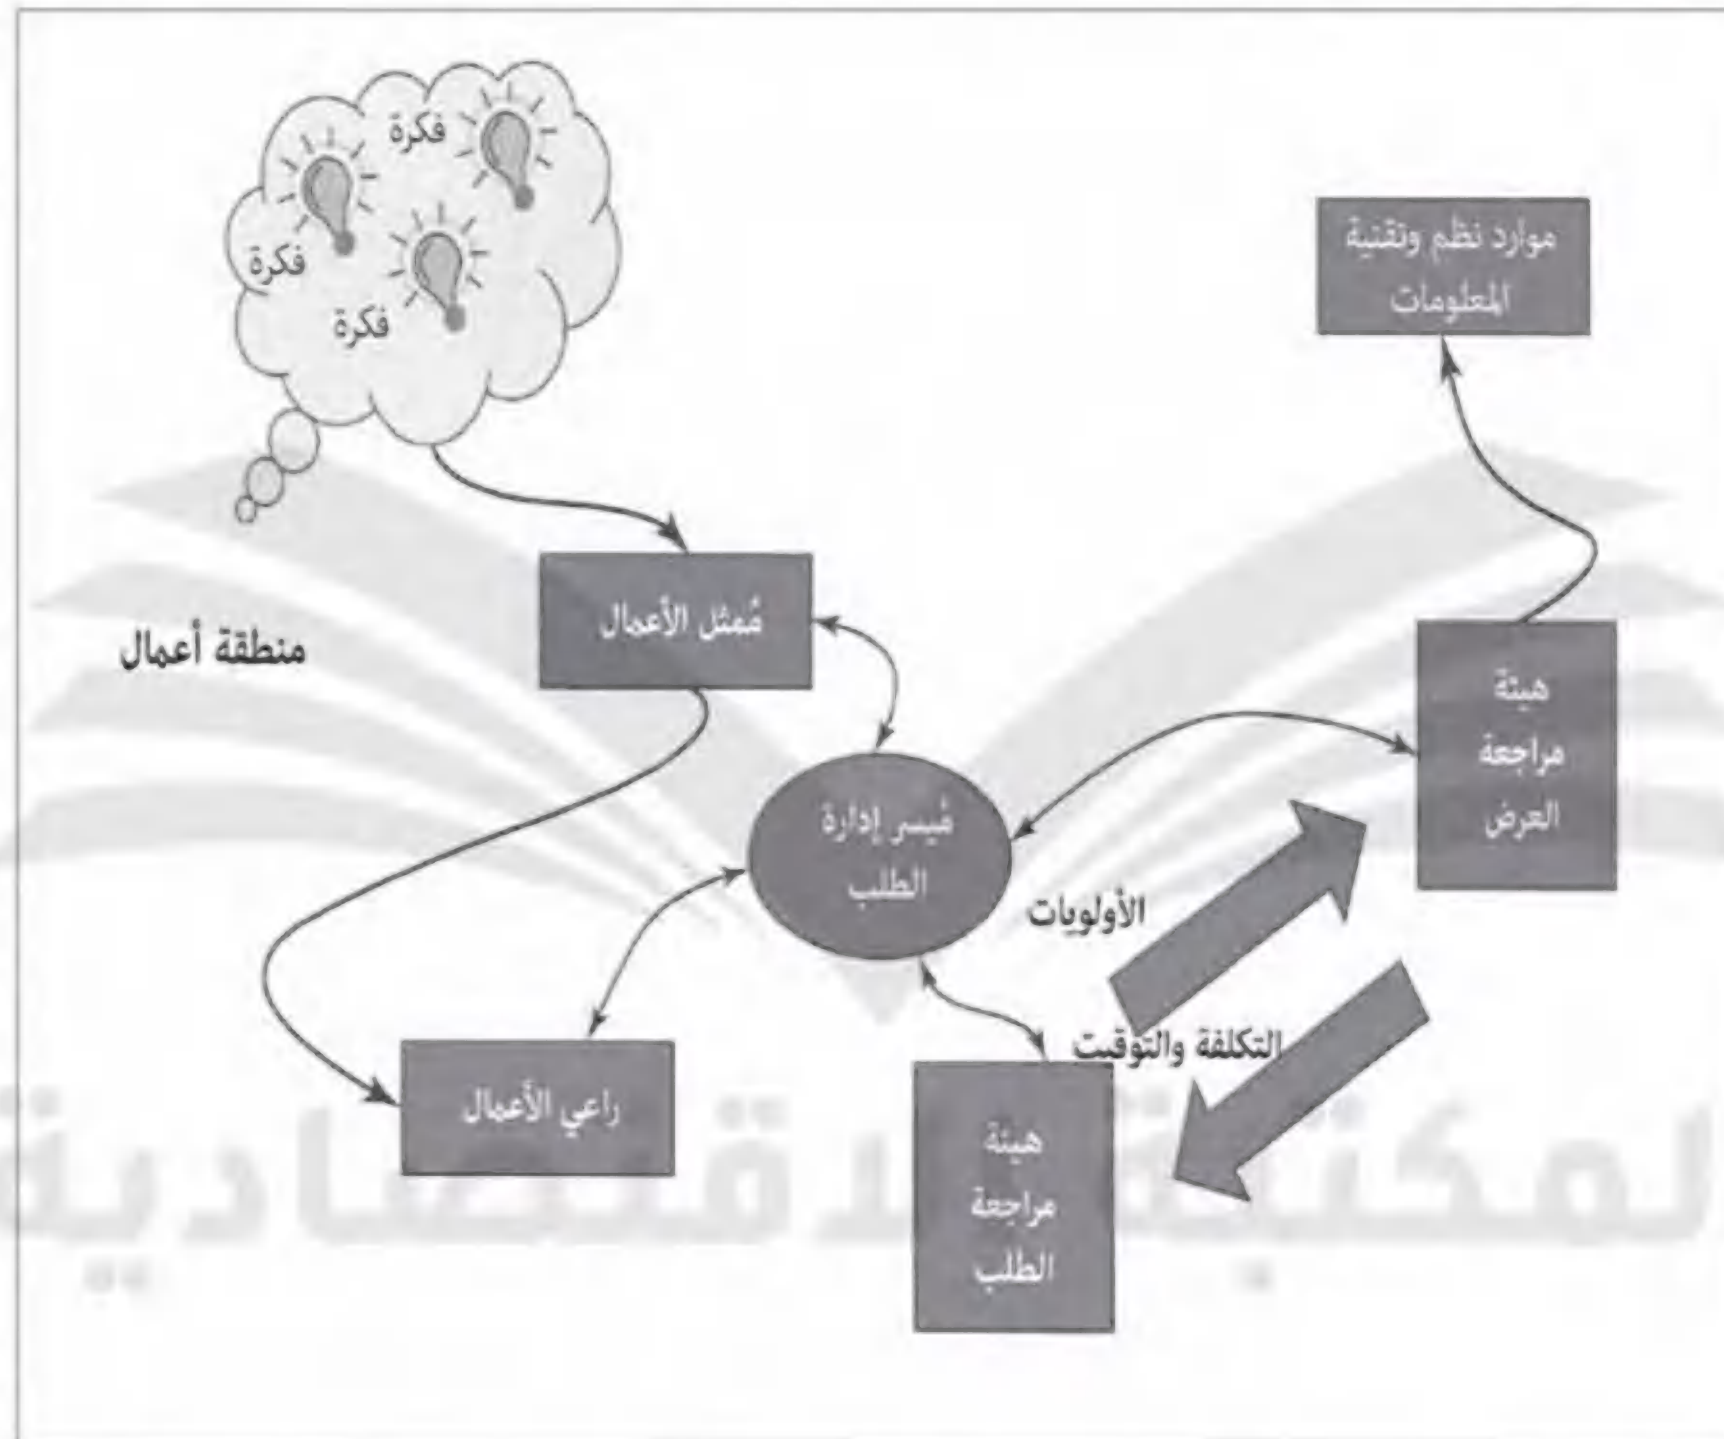 فكرة
فكرة
فكرة
موارد نظم وتقنية
المعلومات
مُمثل الأعمال
منطقة أعمال
هيئة
مراجعة
العرض
مُيسر إدارة
الطلب
الأولويات
التكلفة والتوقيت
راعي الأعمال
هيئة
مراجعة
الطلب